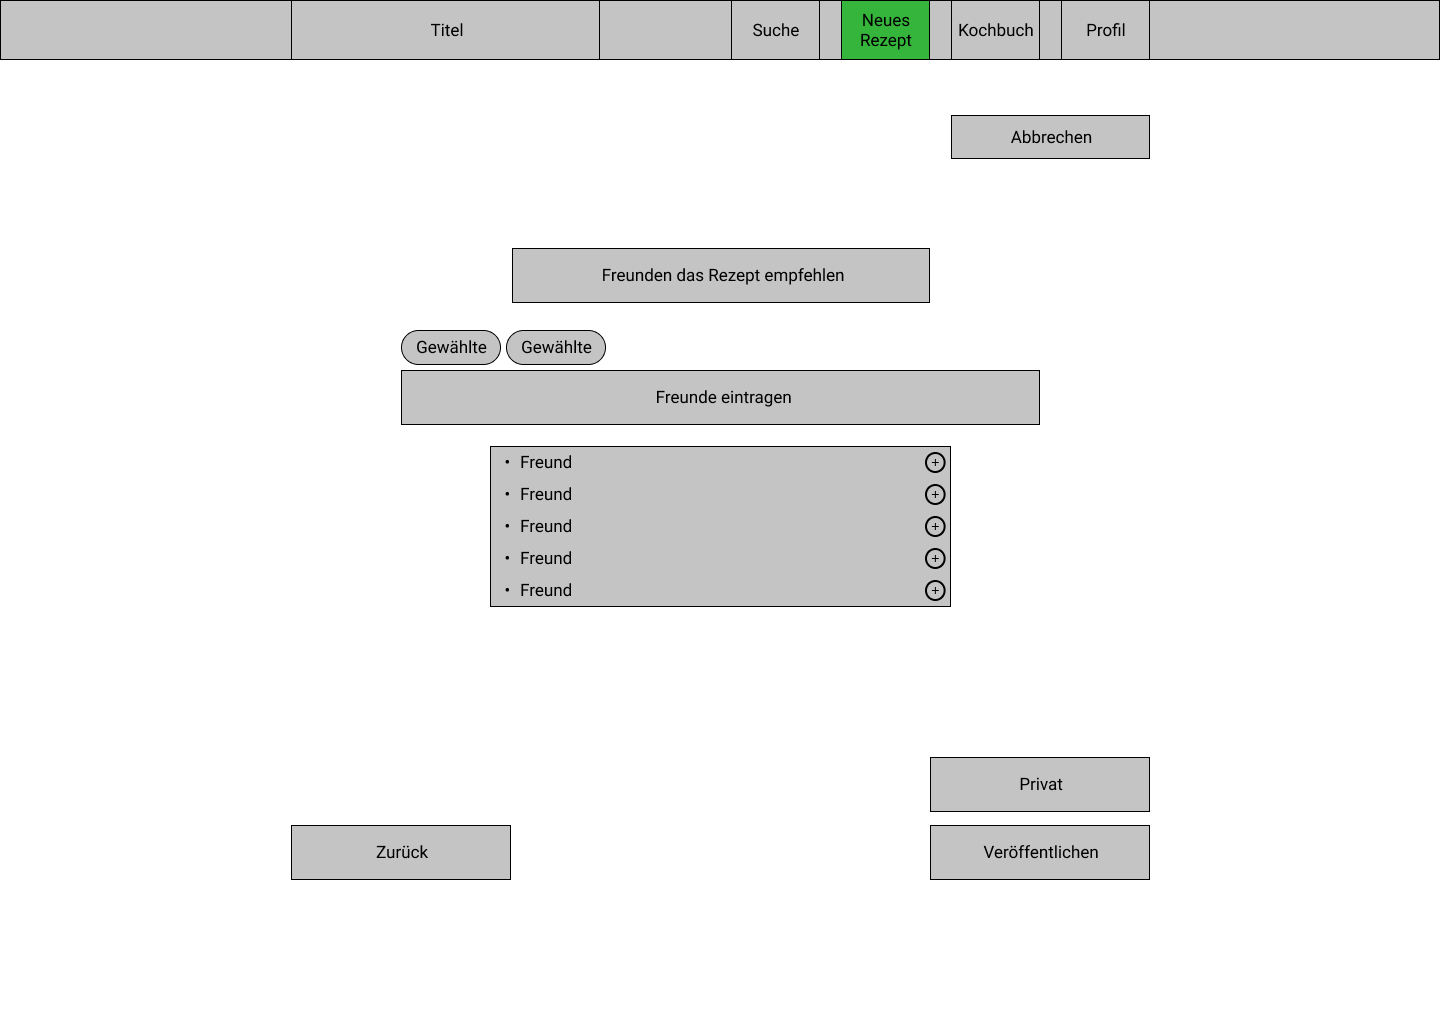 Titel
Suche
Neues
Rezept
Kochbuch
Profil
Abbrechen
Freunden das Rezept empfehlen
Gewählte Gewählte
Freunde eintragen
• Freund
• Freund
• Freund
• Freund
• Freund
Privat
Zurück
Veröffentlichen